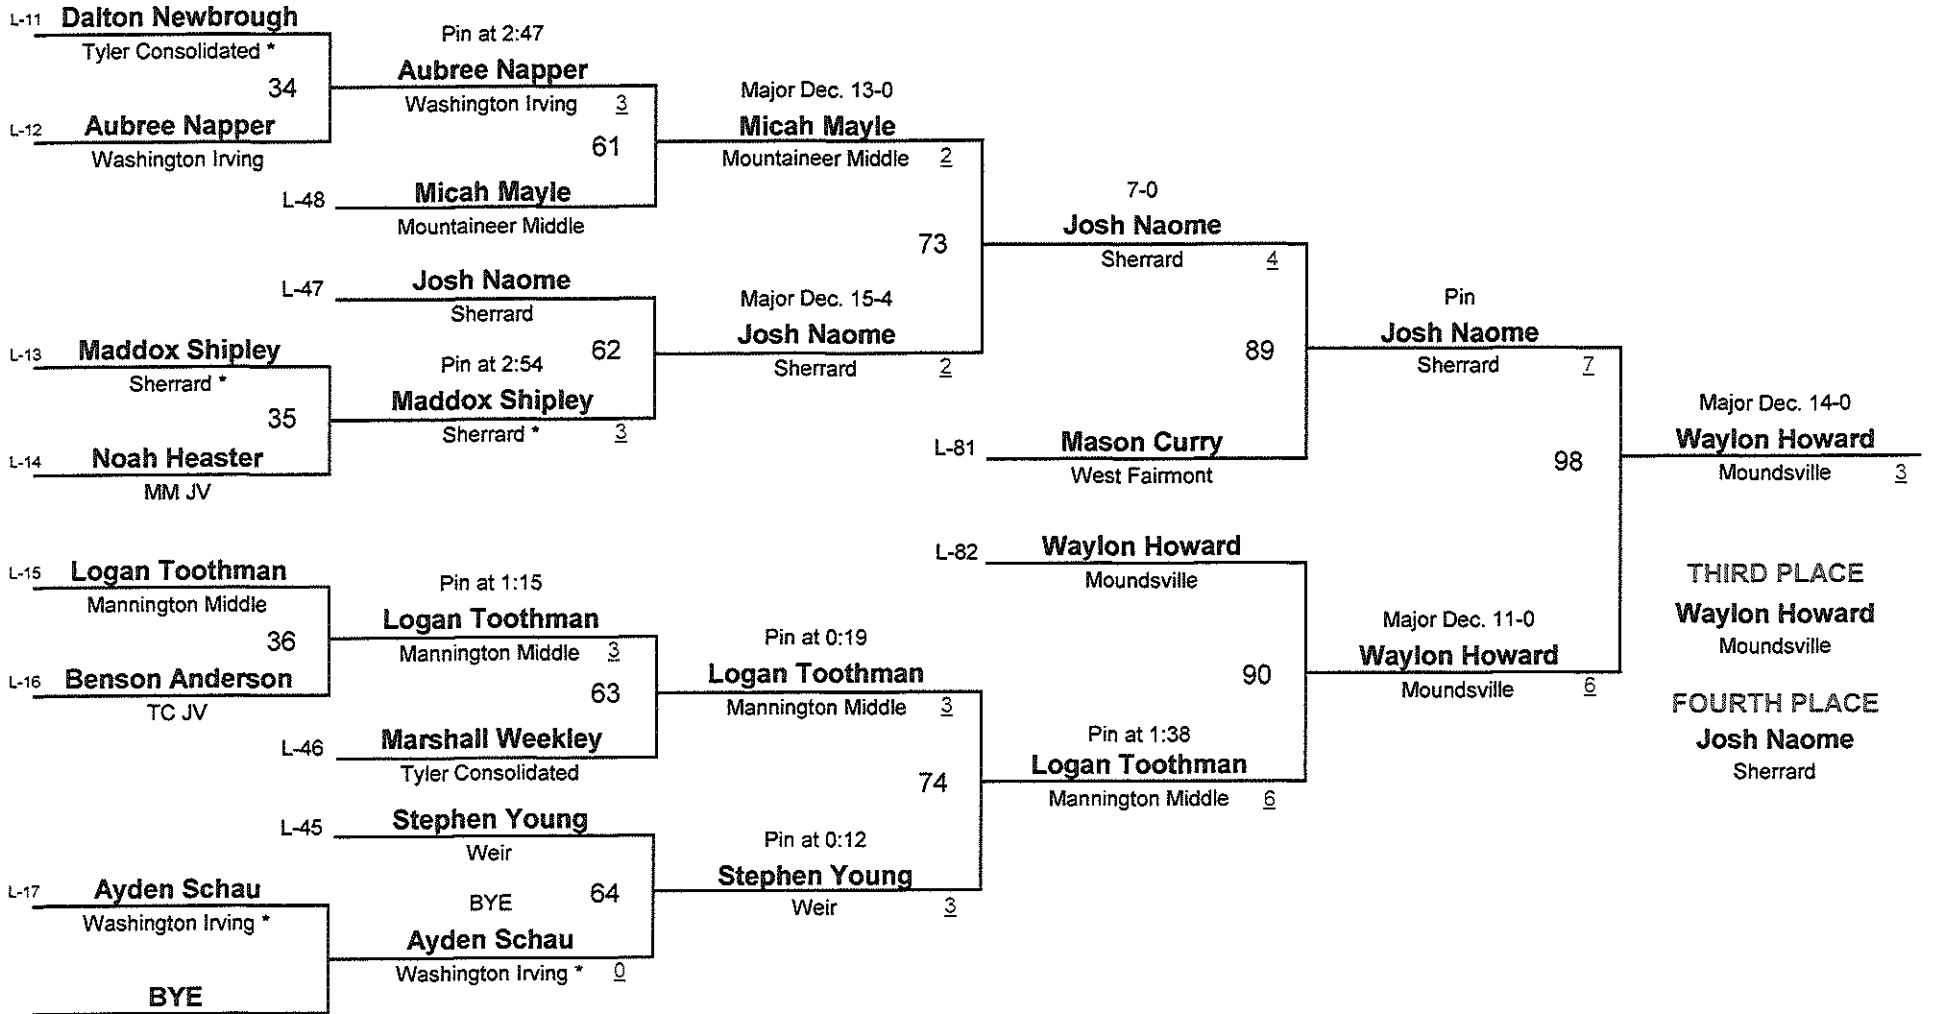 L-11 Dalton Newbrough
Tyler Consolidated *
34
L-12 Aubree Napper
Washington Irving
Pin at 2:47
Aubree Napper
Washington Irving 3
61
L-48 Micah Mayle
Mountaineer Middle
Major Dec. 13-0
Micah Mayle
Mountaineer Middle 2
73
L-47 Josh Naome
Sherrard
62
L-13 Maddox Shipley
Sherrard *
35
L-14 Noah Heaster
MM JV
Pin at 2:54
Maddox Shipley
Sherrard * 3
Major Dec. 15-4
Josh Naome
Sherrard 2
7-0
Josh Naome
Sherrard 4
89
L-81 Mason Curry
West Fairmont
Pin
Josh Naome
Sherrard 7
98
L-15 Logan Toothman
Mannington Middle
36
L-16 Benson Anderson
TC JV
Pin at 1:15
Logan Toothman
Mannington Middle 3
63
L-46 Marshall Weekley
Tyler Consolidated
Pin at 0:19
Logan Toothman
Mannington Middle 3
74
L-45 Stephen Young
Weir
64
L-17 Ayden Schau
Washington Irving *
BYE
BYE
Ayden Schau
Washington Irving * 0
Pin at 0:12
Stephen Young
Weir 3
L-82 Waylon Howard
Moundsville
90
Pin at 1:38
Logan Toothman
Mannington Middle 6
Major Dec. 11-0
Waylon Howard
Moundsville 6
Major Dec. 14-0
Waylon Howard
Moundsville 3
THIRD PLACE
Waylon Howard
Moundsville
FOURTH PLACE
Josh Naome
Sherrard